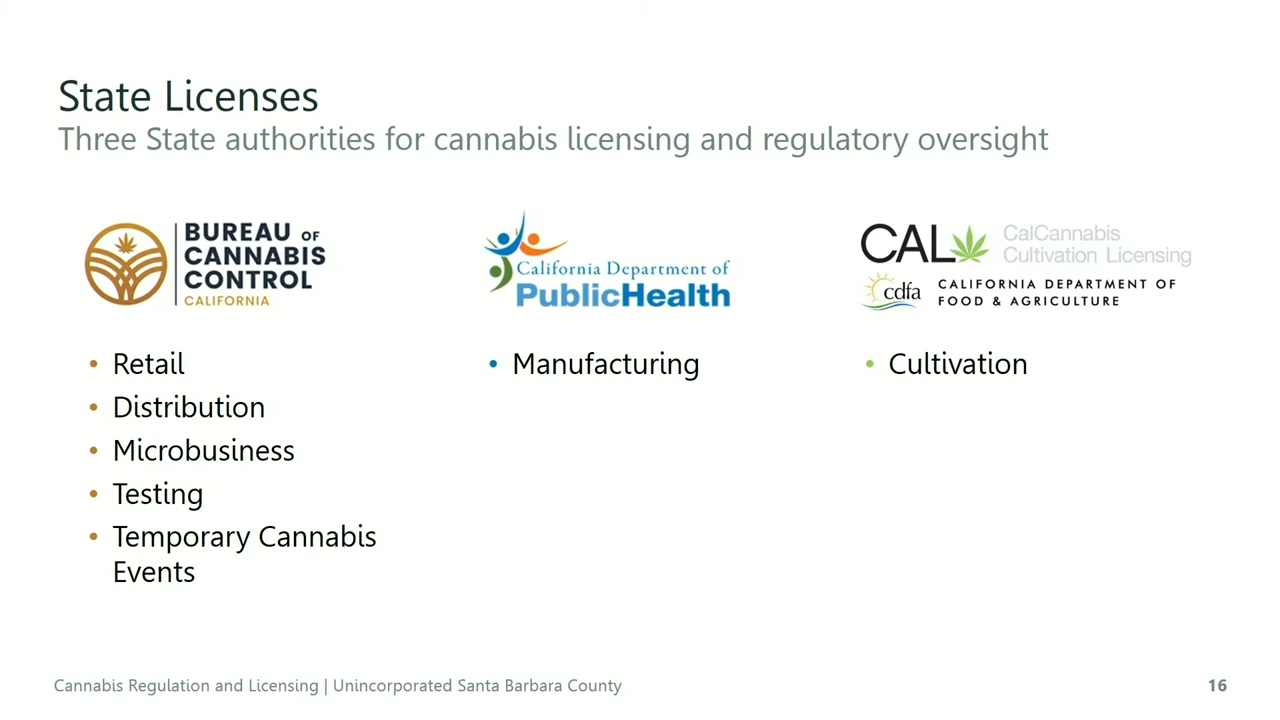 State Licenses
Three State authorities for cannabis licensing and regulatory oversight
BUREAU OF
CANNABIS
CONTROL
CALIFORNIA
California Department of
PublicHealth
CAL
CalCannabis
Cultivation Licensing
cdfa
CALIFORNIA DEPARTMENT OF
FOOD & AGRICULTURE
• Retail
• Distribution
• Microbusiness
• Testing
• Temporary Cannabis
Events
• Manufacturing
• Cultivation
Cannabis Regulation and Licensing | Unincorporated Santa Barbara County
16